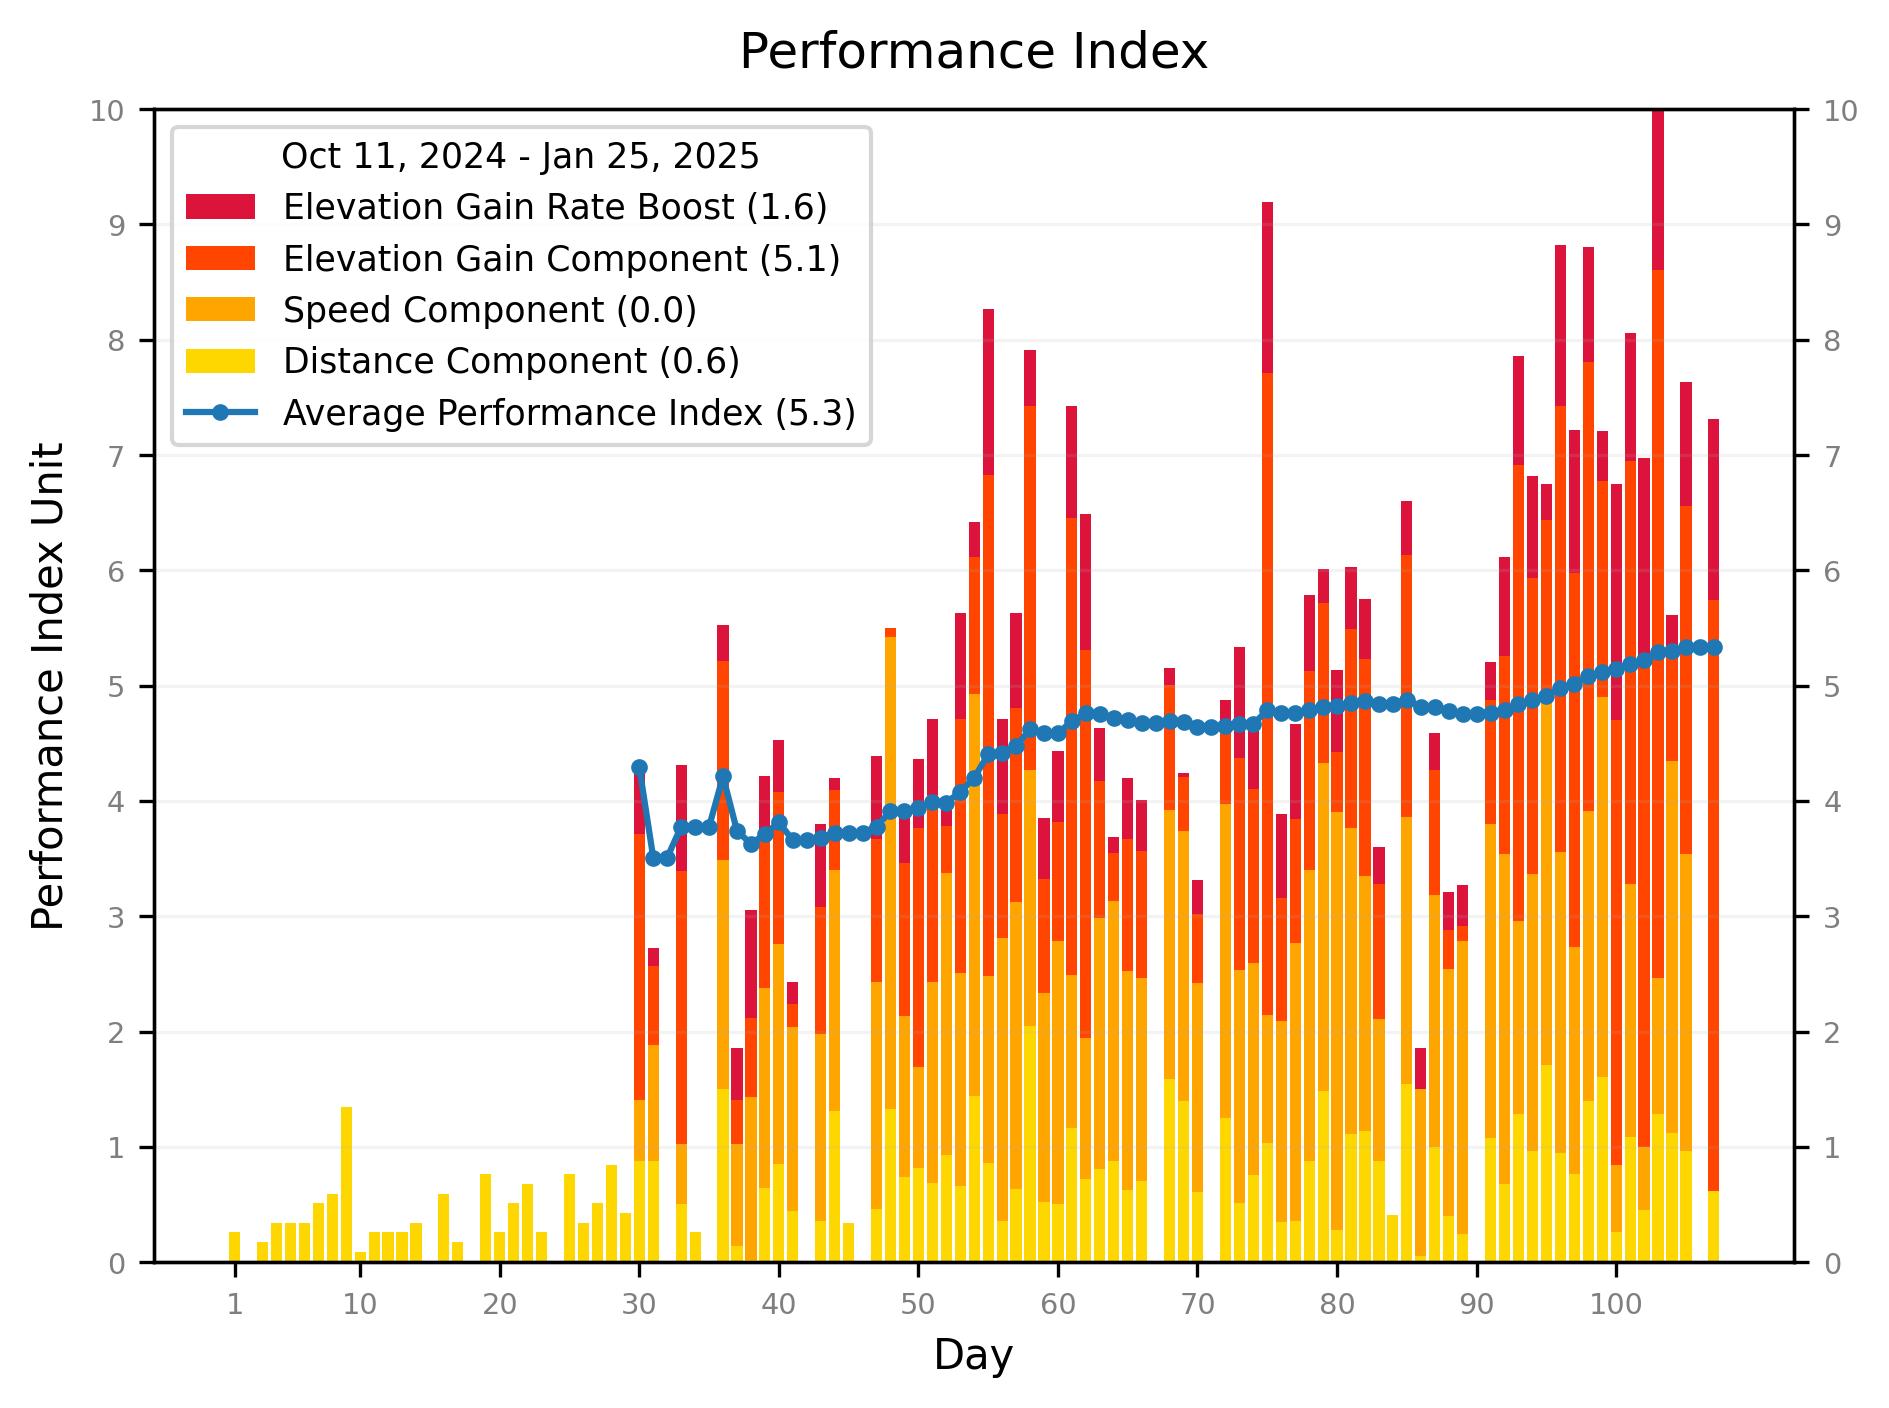 Performance Index
Oct 11, 2024 - Jan 25, 2025
Elevation Gain Rate Boost (1.6)
Elevation Gain Component (5.1)
Speed Component (0.0)
Distance Component (0.6)
Average Performance Index (5.3)
Performance Index Unit
10
9
8
7
6
5
4
3
2
1
0
10
9
8
7
6
5
4
3
2
1
0
1 10 20 30 40 50 60 70 80 90 100
Day